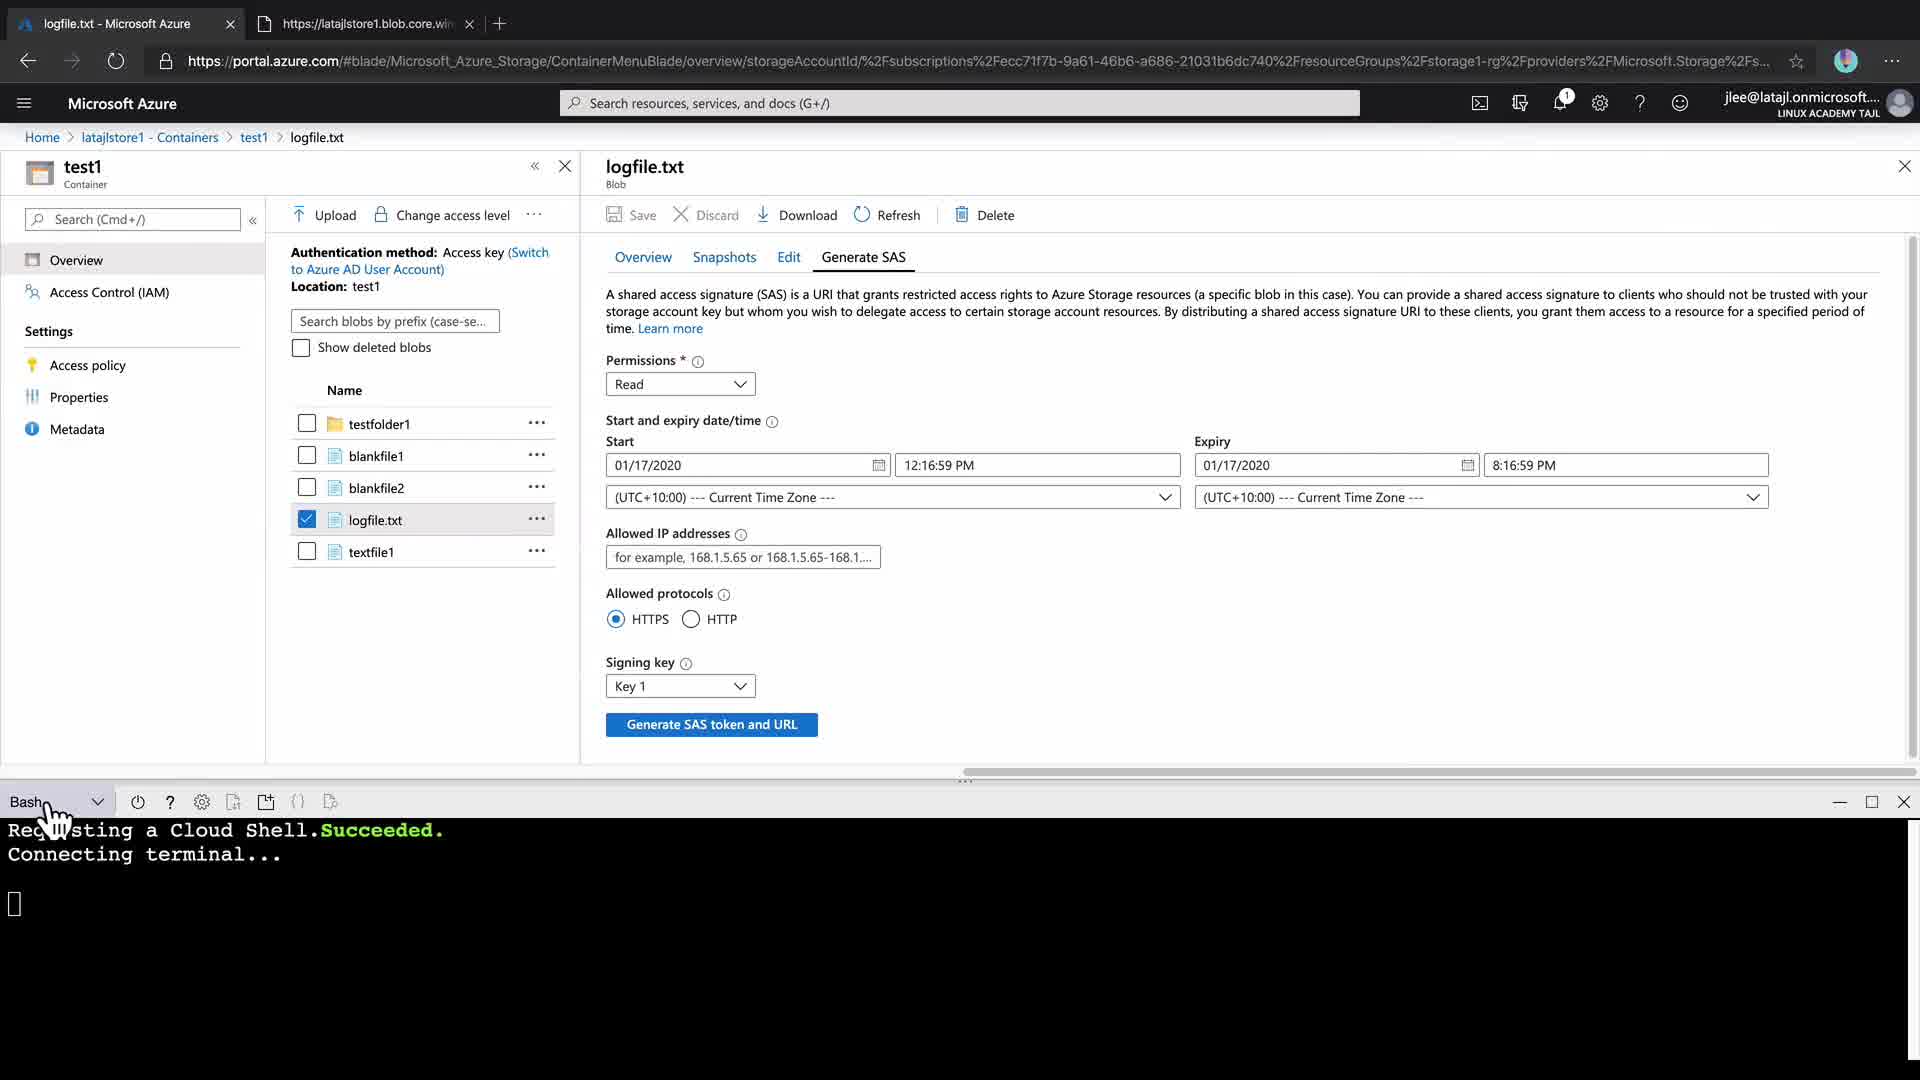 logfile.txt - Microsoft Azure
https://latajlstore1.blob.core.win
https://portal.azure.com/#blade/Microsoft_Azure_Storage/ContainerMenuBlade/overview/storageAccountId/%2Fsubscriptions%2Fecc71f7b-9a61-46b6-a686-21031b6dc740%2FresourceGroups%2Fstorage1-rg%2Fproviders%2FMicrosoft.Storage%2Fs...
Microsoft Azure
Search resources, services, and docs (G+/)
1
jlee@latajl.onmicrosoft....
LINUX ACADEMY TAJL
Home > latajlstore1 - Containers > test1 > logfile.txt
test1
Container
Search (Cmd+/)
Overview
Access Control (IAM)
Settings
Access policy
Properties
Metadata
Upload
Change access level
Authentication method: Access key (Switch
to Azure AD User Account)
Location: test1
Search blobs by prefix (case-se...
Show deleted blobs
Name
testfolder1
blankfile1
blankfile2
logfile.txt
textfile1
logfile.txt
Blob
Save
Discard
Download
Refresh
Delete
Overview
Snapshots
Edit
Generate SAS
A shared access signature (SAS) is a URI that grants restricted access rights to Azure Storage resources (a specific blob in this case). You can provide a shared access signature to clients who should not be trusted with your
storage account key but whom you wish to delegate access to certain storage account resources. By distributing a shared access signature URI to these clients, you grant them access to a resource for a specified period of
time. Learn more
Permissions *
Read
Start and expiry date/time
Start
01/17/2020
12:16:59 PM
(UTC+10:00) --- Current Time Zone ---
Expiry
01/17/2020
8:16:59 PM
(UTC+10:00) --- Current Time Zone ---
Allowed IP addresses
for example, 168.1.5.65 or 168.1.5.65-168.1....
Allowed protocols
HTTPS
HTTP
Signing key
Key 1
Generate SAS token and URL
Bash
Requesting a Cloud Shell.Succeeded.
Connecting terminal...